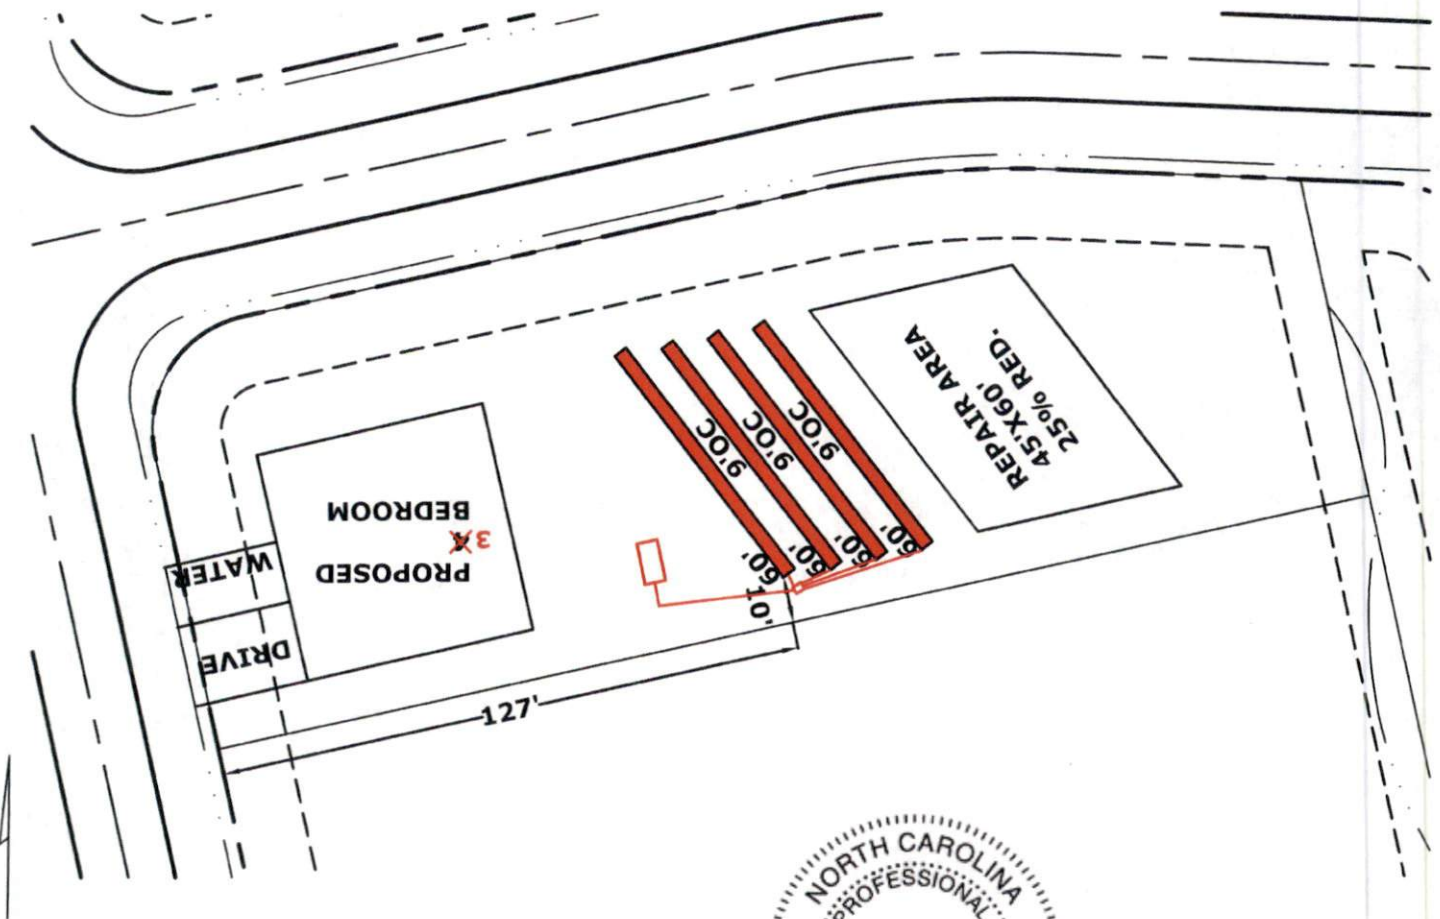 REPAIR AREA
45'X60'
25% RED.
9'OC
9'OC
9'OC
60'
60'
60'
60'
10'
PROPOSED
3
BEDROOM
WATER
DRIVE
127'
NORTH CAROLINA
PROFESSIONAL